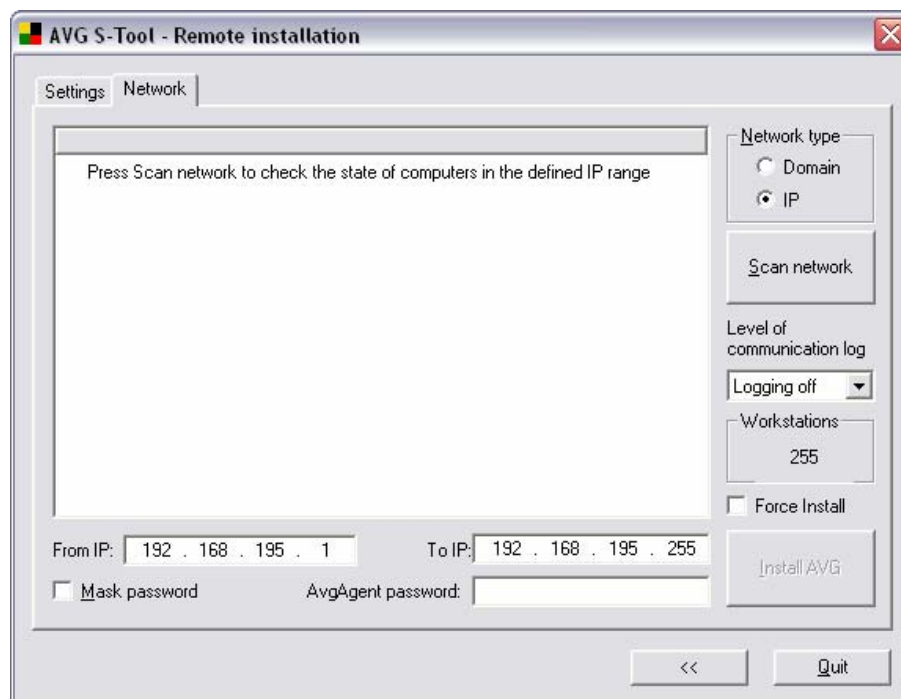 AVG S-Tool - Remote installation
Settings
Network
Press Scan network to check the state of computers in the defined IP range
Network type
Domain
IP
Scan network
Level of
communication log
Logging off
Workstations
255
Force Install
From IP: 192 . 168 . 195 . 1
To IP: 192 . 168 . 195 . 255
Install AVG
Mask password
AvgAgent password:
<<
Quit